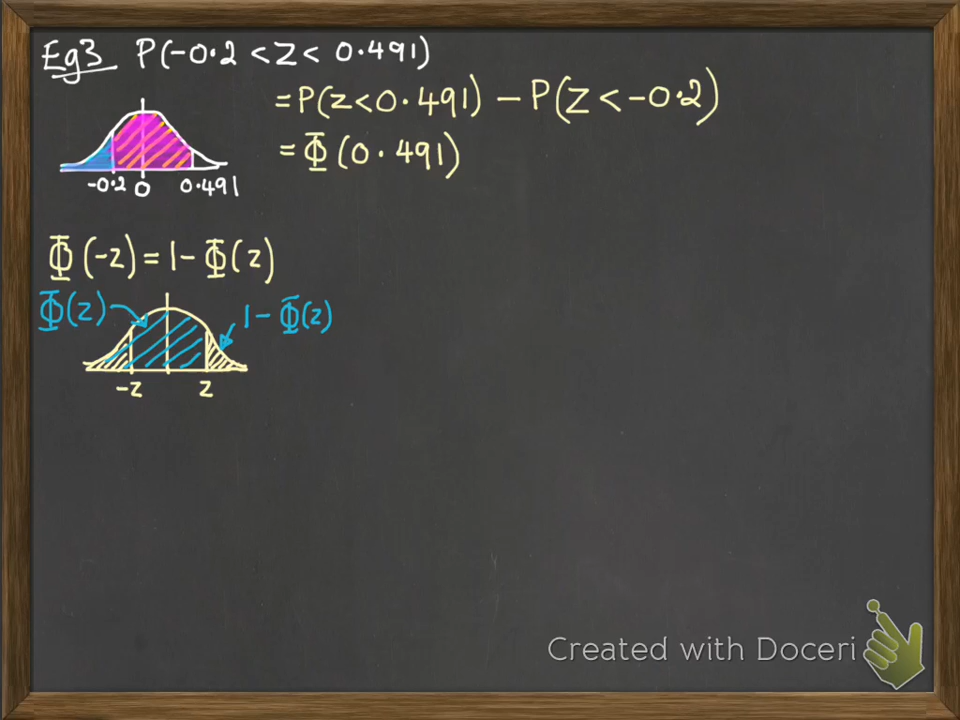 Eg3 P(-0.2 < Z < 0.491)
= P(Z < 0.491) - P(Z < -0.2)
= Φ(0.491)
-0.2 0 0.491
Φ(-z) = 1 - Φ(z)
Φ(z) 1 - Φ(z)
-z z
Created with Doceri